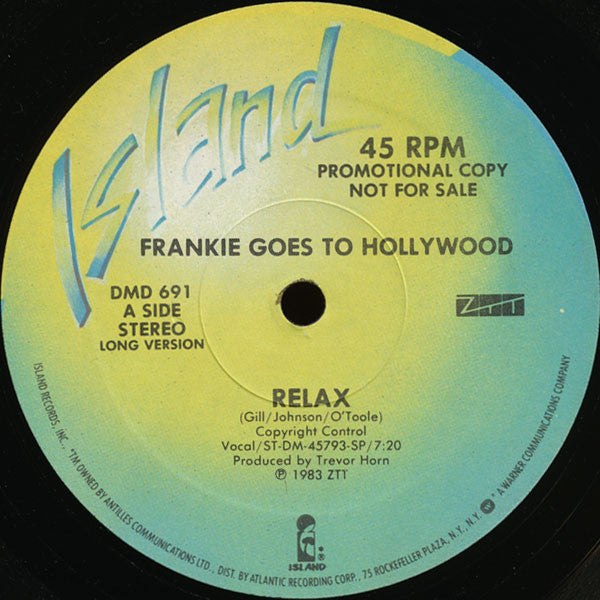 Island
45 RPM
PROMOTIONAL COPY
NOT FOR SALE
FRANKIE GOES TO HOLLYWOOD
DMD 691
A SIDE
STEREO
LONG VERSION
ZTT
RELAX
(Gill/Johnson/O'Toole)
Copyright Control
Vocal/ST-DM-45793-SP/7:20
Produced by Trevor Horn
℗ 1983 ZTT
ISLAND RECORDS, INC., *TM OWNED BY ANTILLES COMMUNICATIONS LTD., DIST. BY ATLANTIC RECORDING CORP., 75 ROCKEFELLER PLAZA, N.Y., N.Y. * A WARNER COMMUNICATIONS COMPANY
ISLAND®